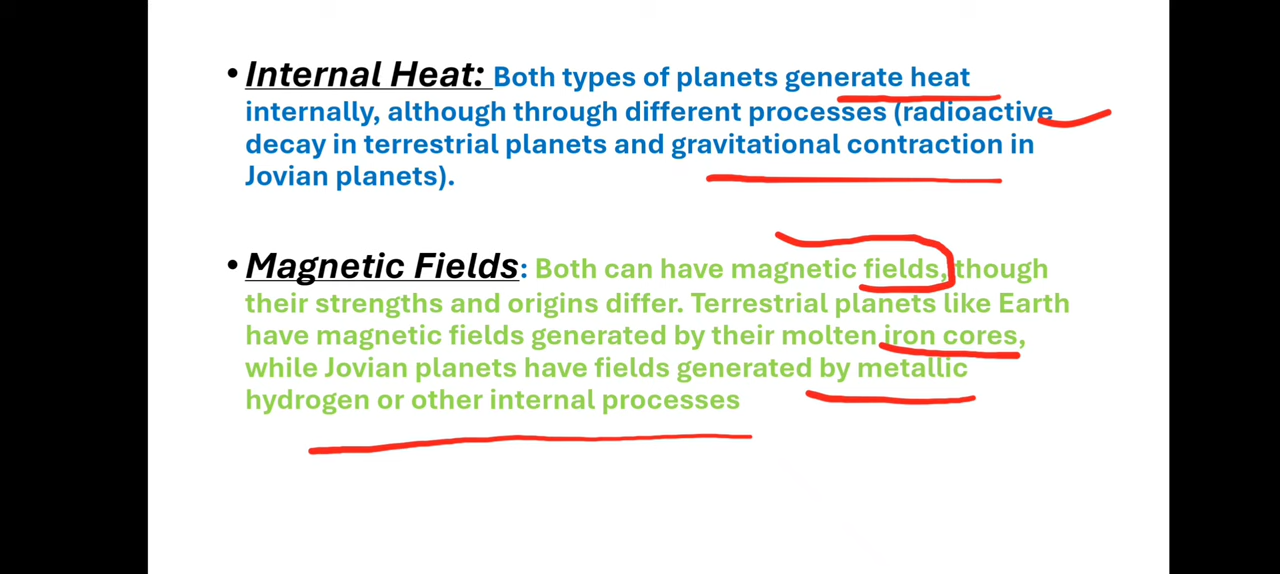 • Internal Heat: Both types of planets generate heat
internally, although through different processes (radioactive
decay in terrestrial planets and gravitational contraction in
Jovian planets).
• Magnetic Fields: Both can have magnetic fields, though
their strengths and origins differ. Terrestrial planets like Earth
have magnetic fields generated by their molten iron cores,
while Jovian planets have fields generated by metallic
hydrogen or other internal processes